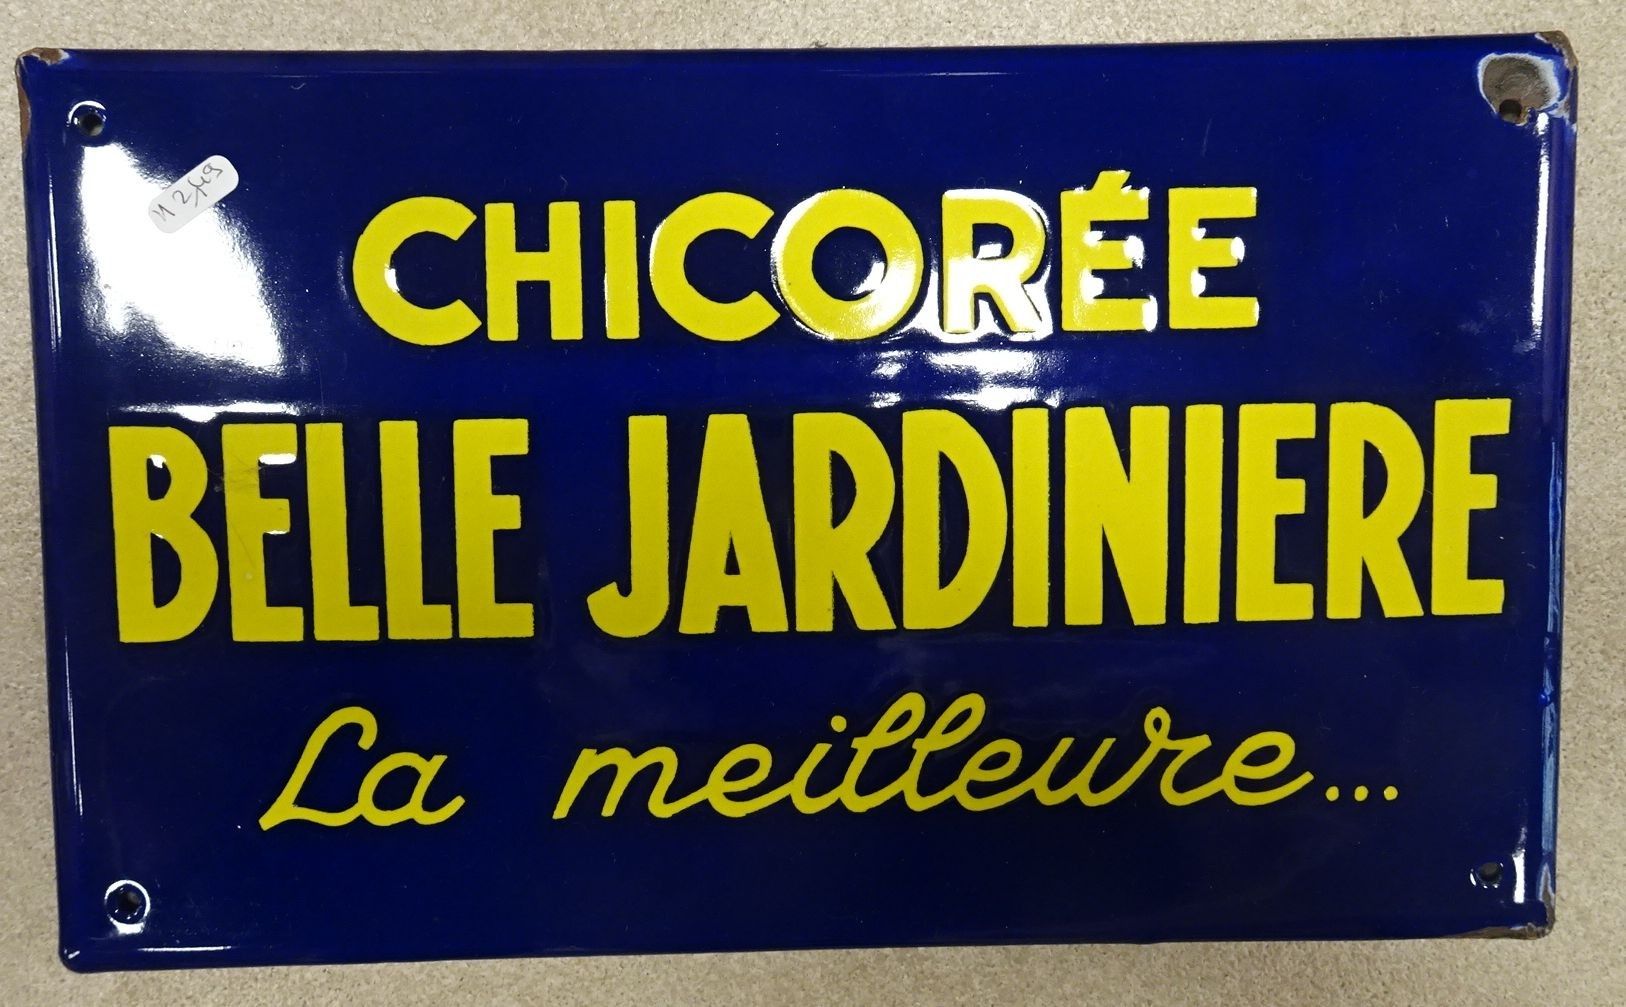 CHICORÉE
BELLE JARDINIERE
La meilleure...